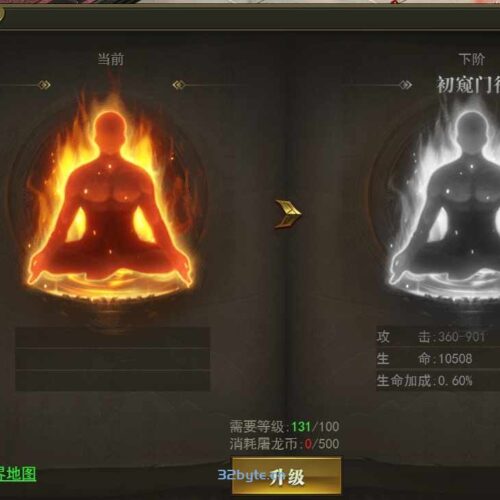 当前
下阶
初窥门径
攻 击:360-901
生 命:10508
生命加成:0.60%
需要等级:131/100
消耗屠龙币:0/500
界地图
升级